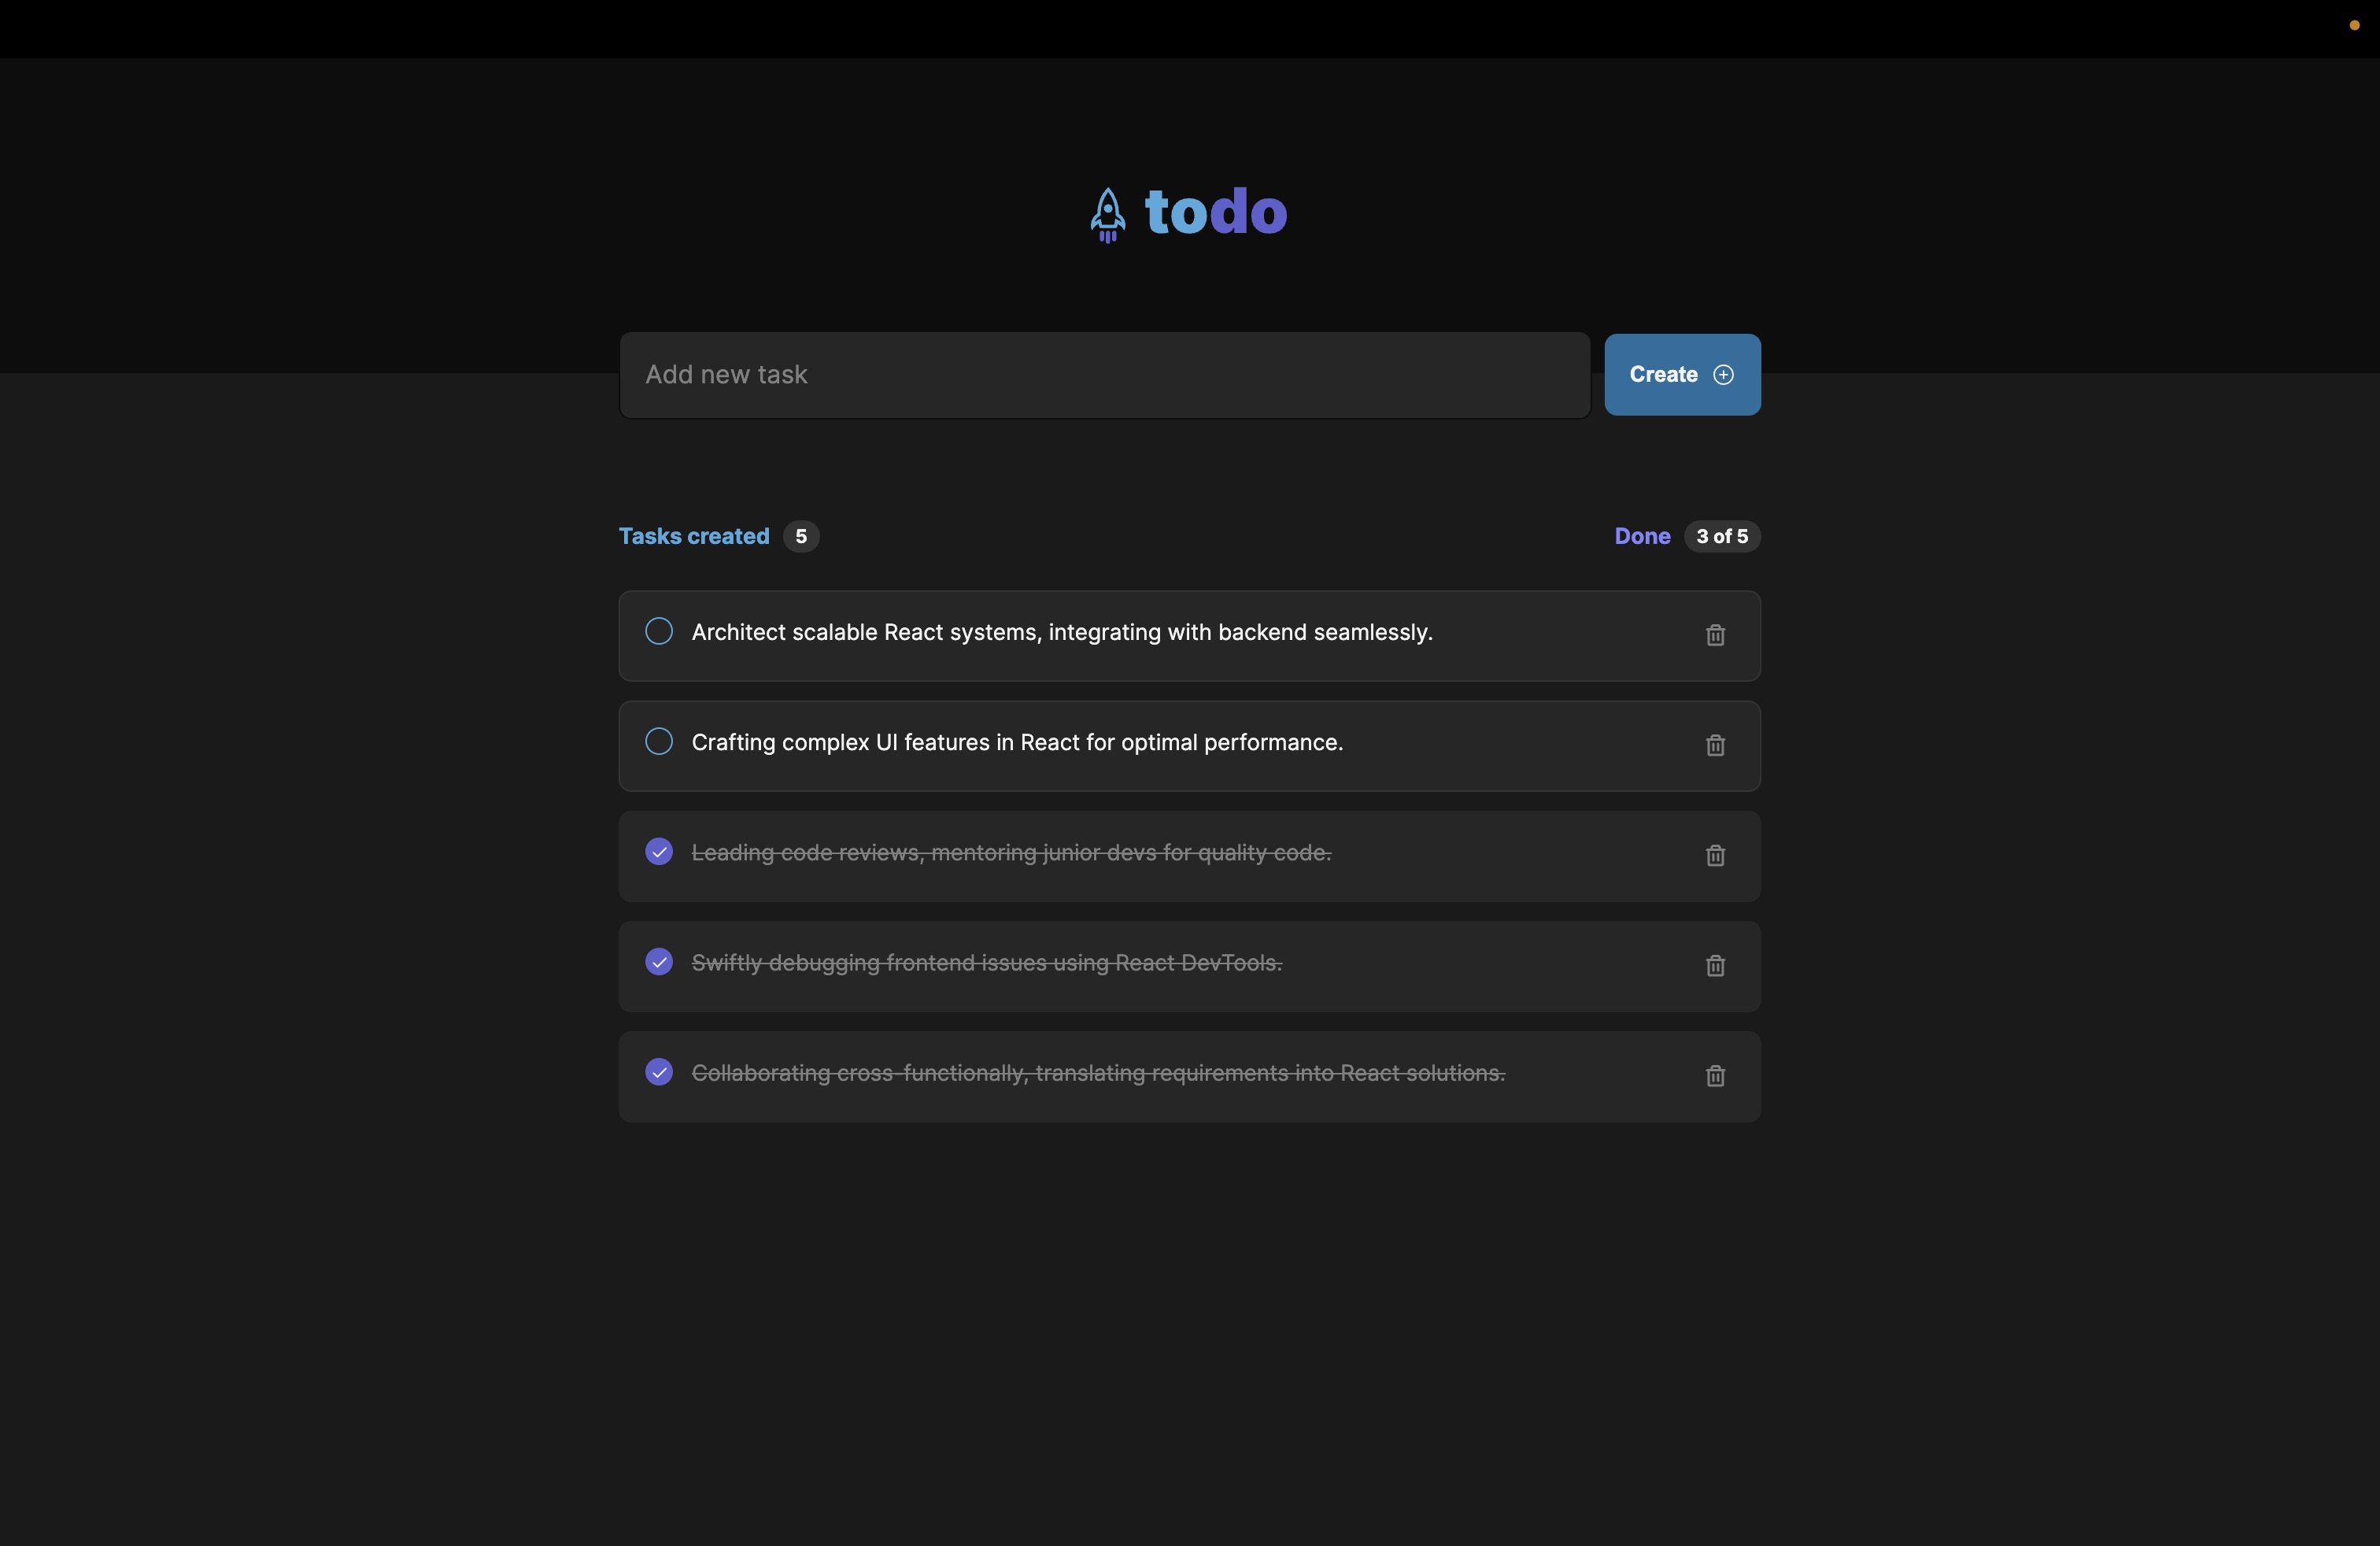 todo
Add new task
Create
Tasks created 5
Done 3 of 5
Architect scalable React systems, integrating with backend seamlessly.
Crafting complex UI features in React for optimal performance.
Leading code reviews, mentoring junior devs for quality code.
Swiftly debugging frontend issues using React DevTools.
Collaborating cross-functionally, translating requirements into React solutions.